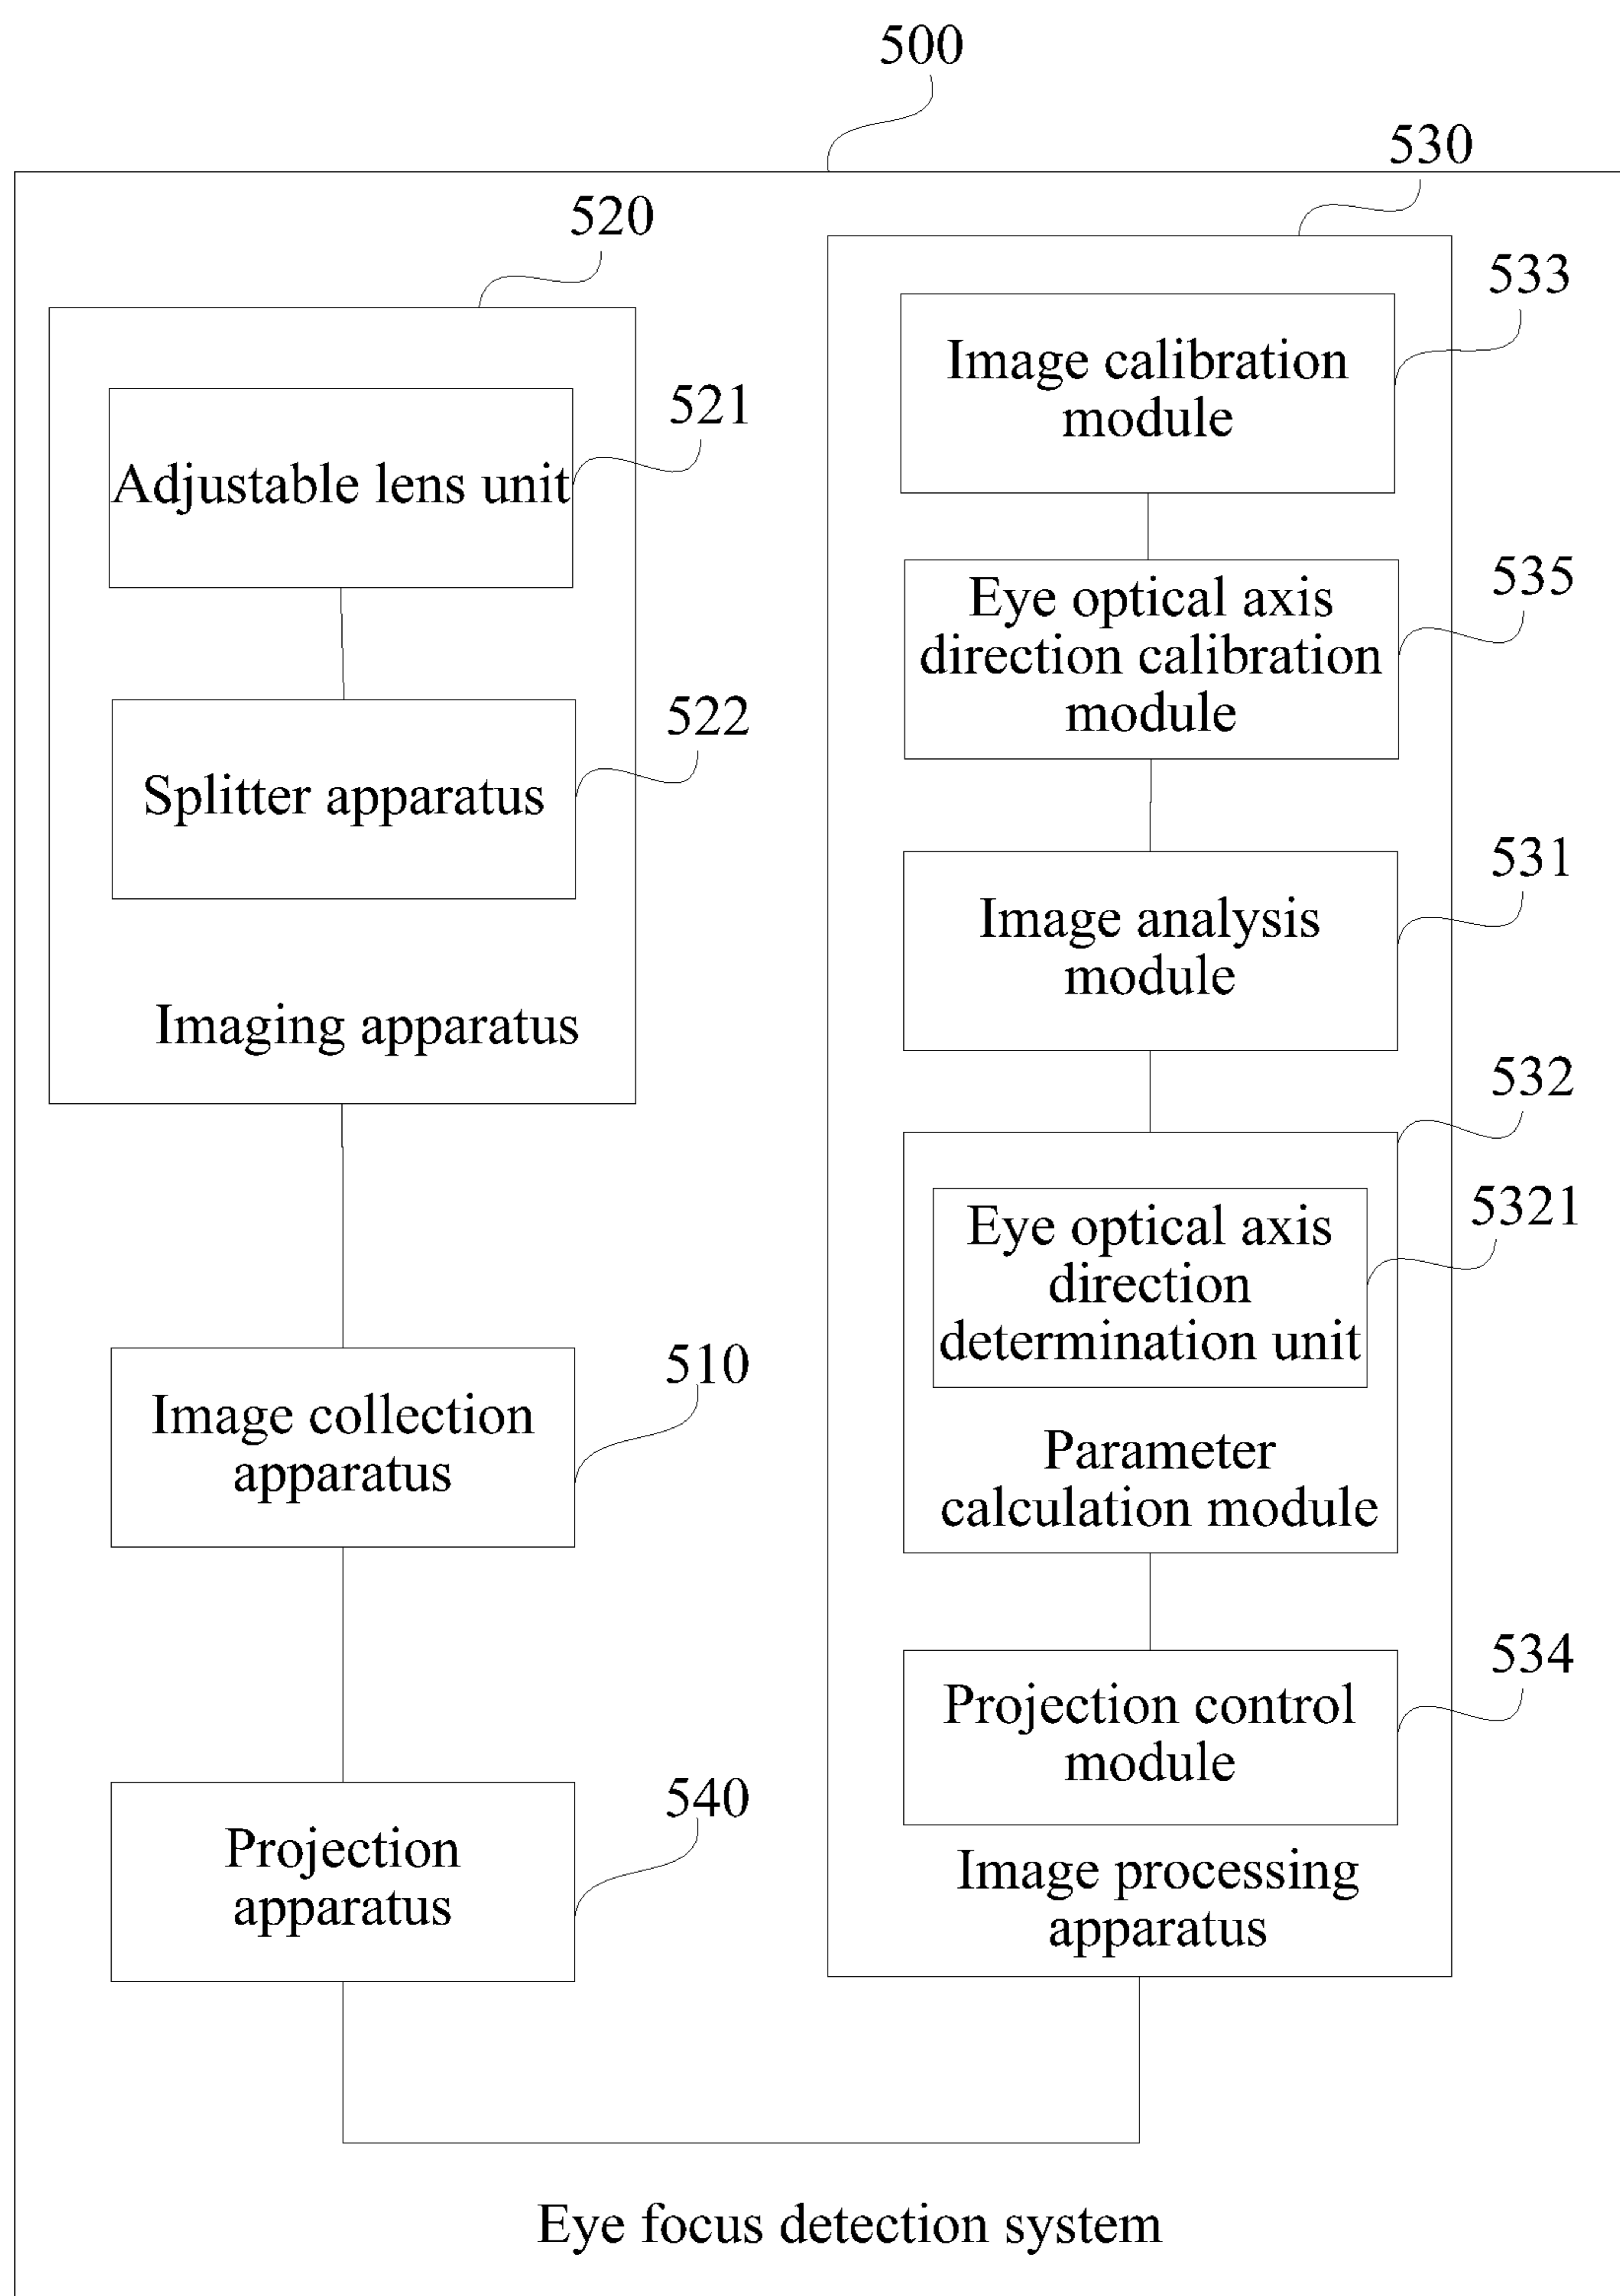 500
530
520
533
Image calibration
module
521
Adjustable lens unit
535
Eye optical axis
direction calibration
module
522
Splitter apparatus
531
Image analysis
module
Imaging apparatus
532
5321
Eye optical axis
direction
determination unit
510
Image collection
apparatus
Parameter
calculation module
534
Projection control
module
540
Projection
apparatus
Image processing
apparatus
Eye focus detection system